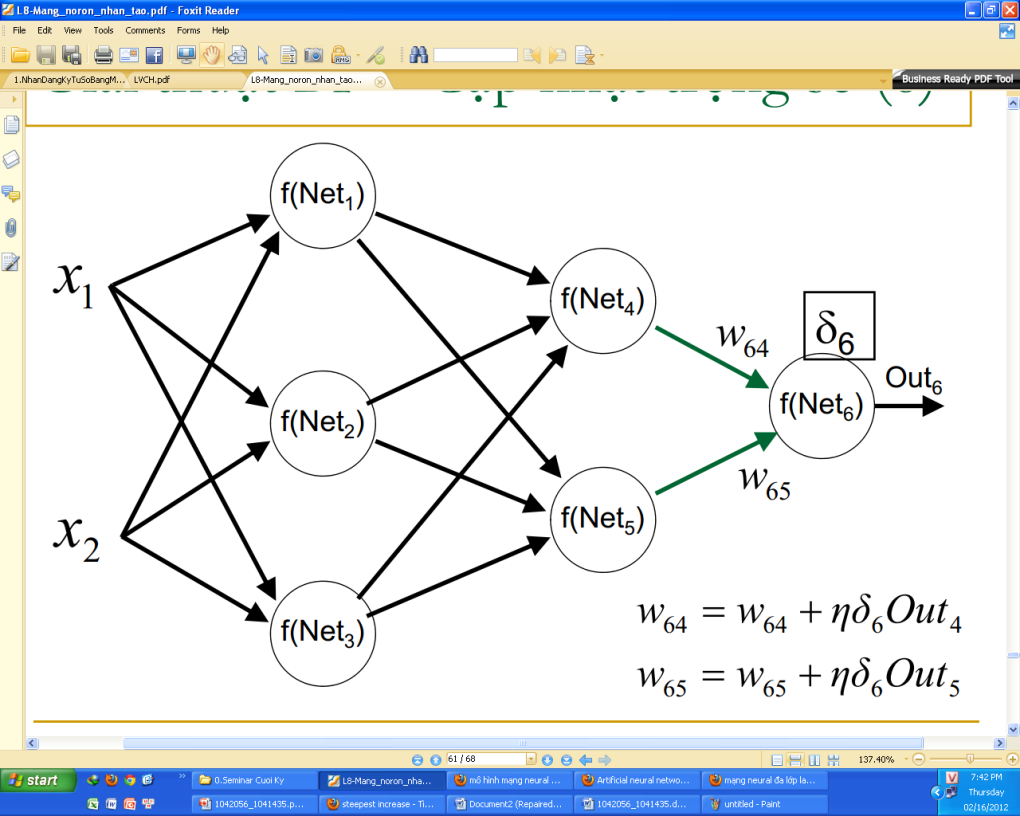 L8-Mang_noron_nhan_tao.pdf - Foxit Reader
File Edit View Tools Comments Forms Help
1.NhanDangKyTuSoBangM... LVCH.pdf L8-Mang_noron_nhan_tao... Business Ready PDF Tool
f(Net1)
x1
f(Net4)
w64
δ6
Out6
f(Net2)
f(Net6)
w65
x2
f(Net5)
f(Net3)
w64 = w64 + ηδ6Out4
w65 = w65 + ηδ6Out5
61 / 68 137.40%
start 0.Seminar Cuoi Ky L8-Mang_noron_nha... mô hình mạng neural ... Artificial neural netwo... mạng neural đa lớp la... V 7:42 PM
Thursday
1042056_1041435.p... steepest increase - Ti... Document2 (Repaired... 1042056_1041435.d... untitled - Paint 02/16/2012